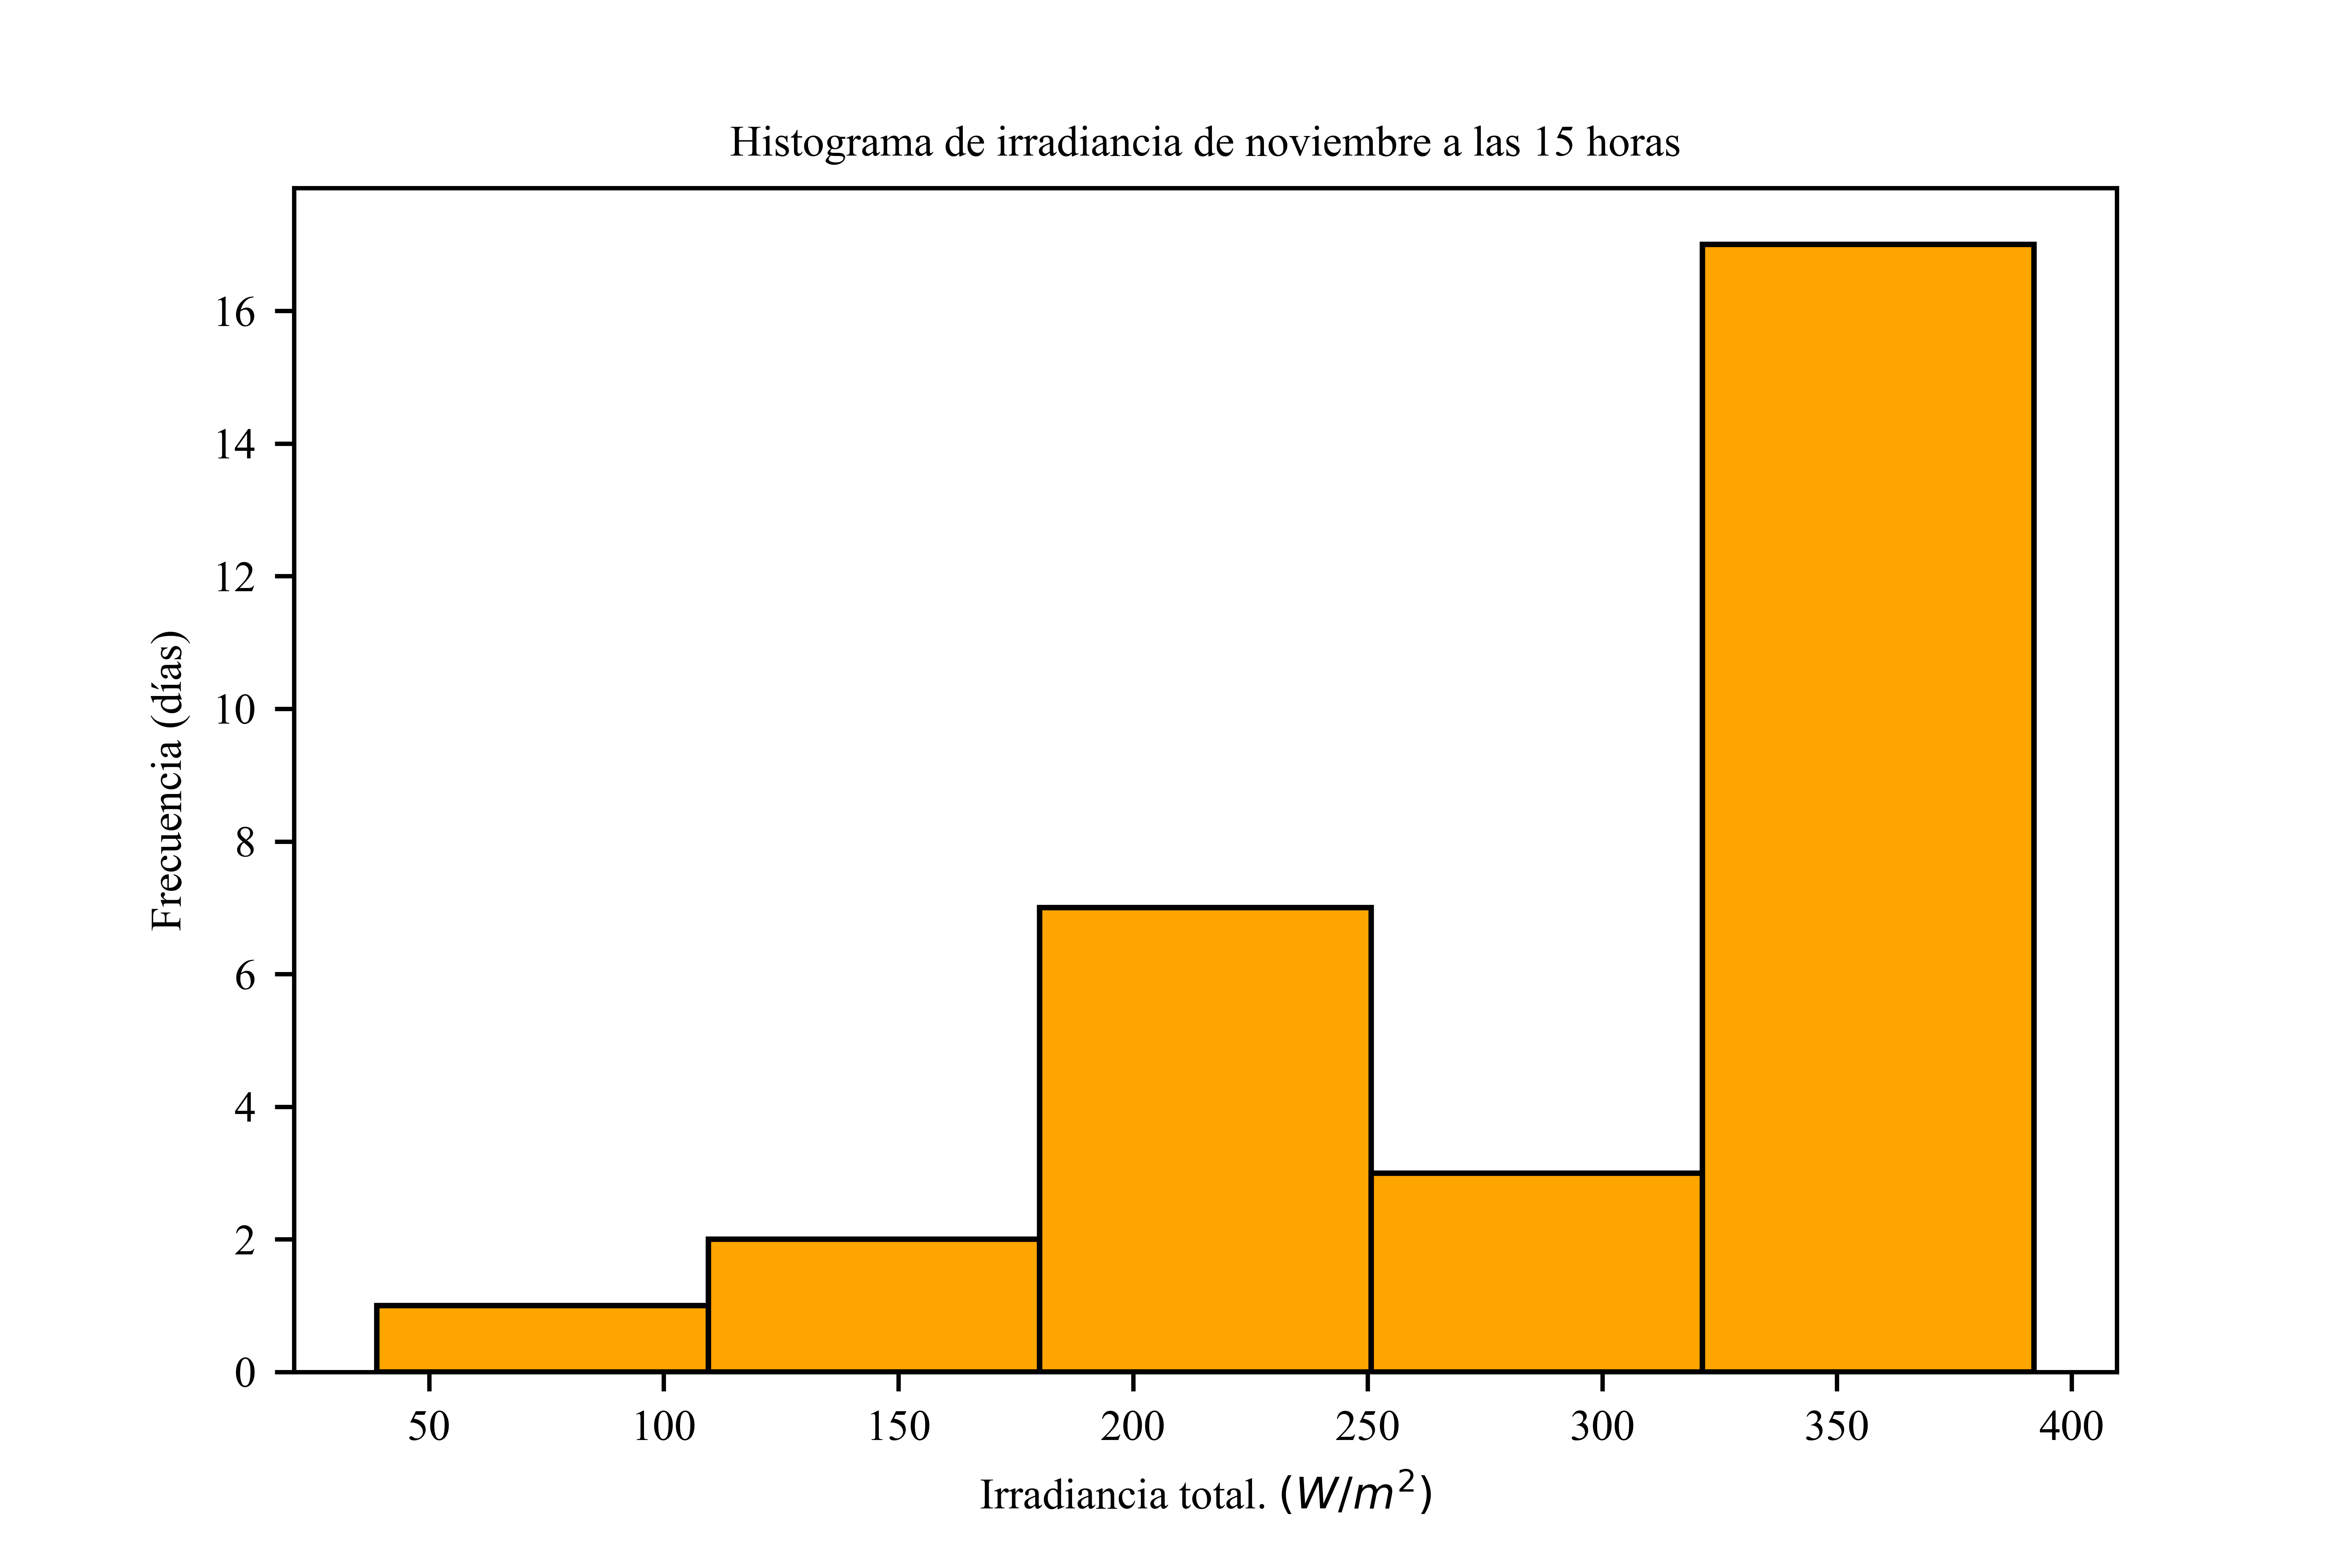 Histograma de irradiancia de noviembre a las 15 horas
Frecuencia (días)
16
14
12
10
8
6
4
2
0
50 100 150 200 250 300 350 400
Irradiancia total. (W/m²)